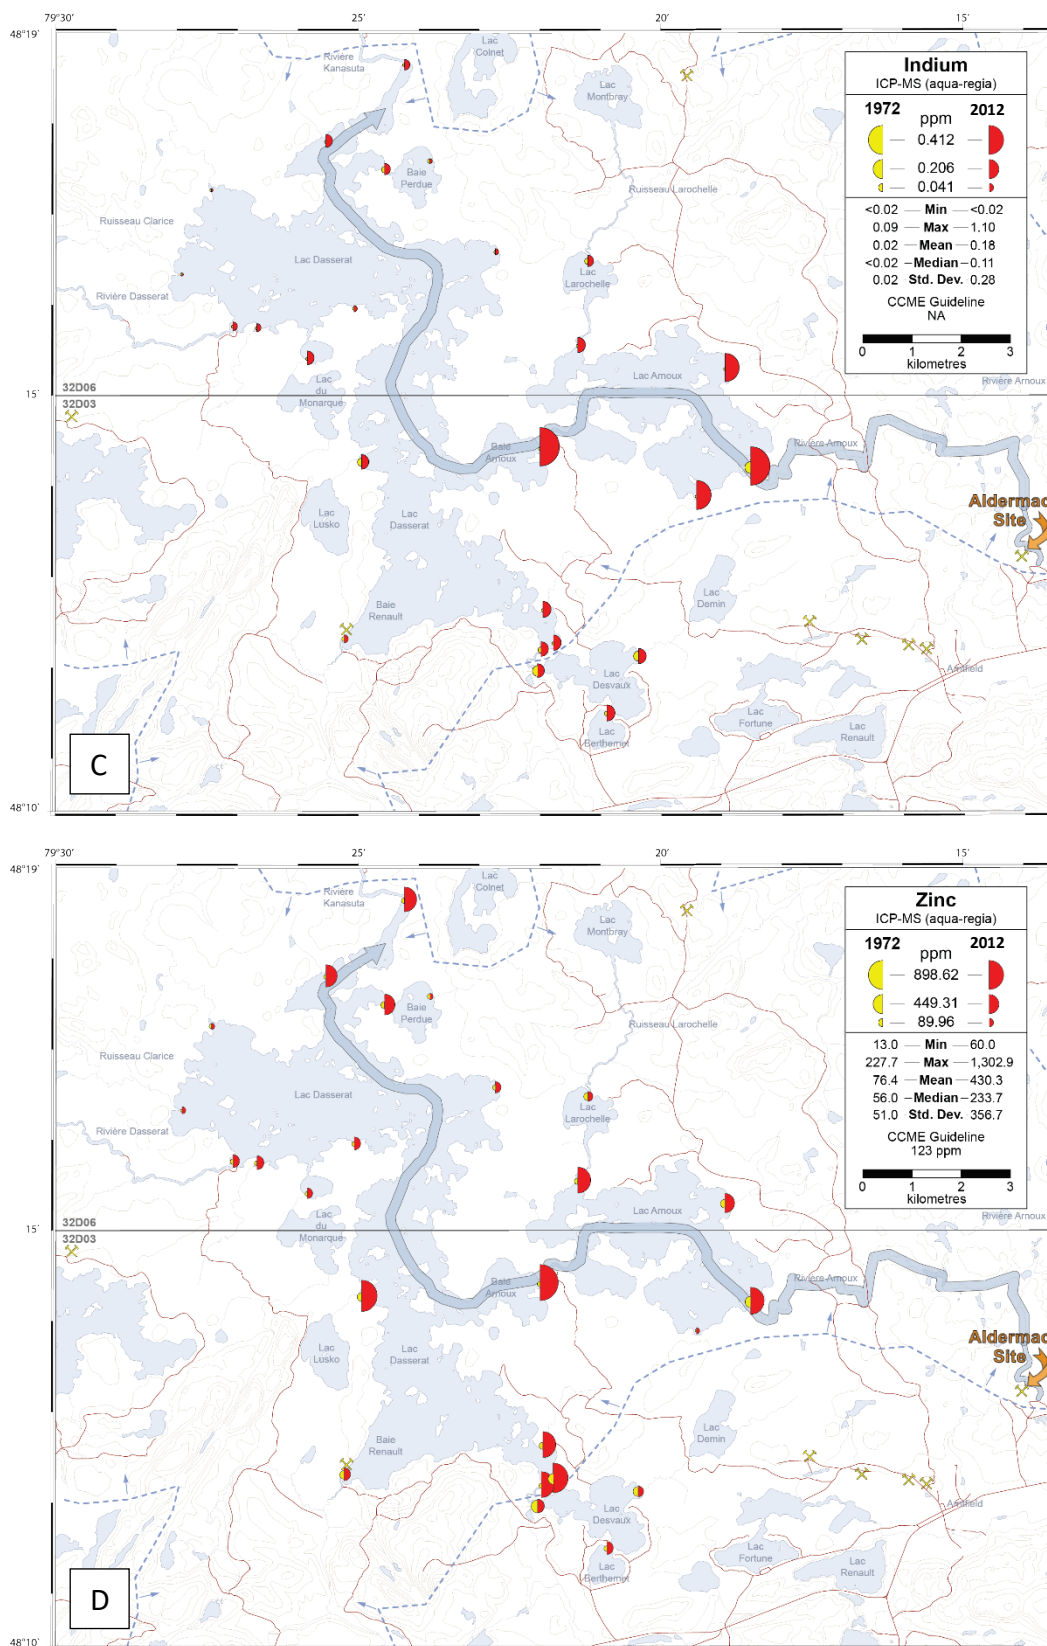 79°30'
25'
20'
15'
48°19'
Rivière
Kanasuta
Lac
Colnet
Lac
Montbray
Baie
Perdue
Ruisseau Larochelle
Ruisseau Clarice
Lac Dasserat
Rivière Dasserat
Lac
Larochelle
Lac
du
Monarque
Lac Arnoux
Rivière Arnoux
15'
32D06
32D03
Baie
Arnoux
Rivière Arnoux
Lac
Lusko
Lac
Dasserat
Aldermac
Site
Baie
Renault
Lac
Demin
Lac
Desvaux
Arntfield
Lac
Fortune
Lac
Renault
Lac
Berthemet
C
48°10'
Indium
ICP-MS (aqua-regia)
1972 ppm 2012
0.412
0.206
0.041
<0.02 — Min — <0.02
0.09 — Max — 1.10
0.02 — Mean — 0.18
<0.02 – Median – 0.11
0.02 Std. Dev. 0.28
CCME Guideline
NA
0 1 2 3
kilometres
79°30'
25'
20'
15'
48°19'
Rivière
Kanasuta
Lac
Colnet
Lac
Montbray
Baie
Perdue
Ruisseau Larochelle
Ruisseau Clarice
Lac Dasserat
Rivière Dasserat
Lac
Larochelle
Lac
du
Monarque
Lac Arnoux
Rivière Arnoux
15'
32D06
32D03
Baie
Arnoux
Rivière Arnoux
Lac
Lusko
Lac
Dasserat
Aldermac
Site
Baie
Renault
Lac
Demin
Lac
Desvaux
Arntfield
Lac
Fortune
Lac
Renault
Lac
Berthemet
D
48°10'
Zinc
ICP-MS (aqua-regia)
1972 ppm 2012
898.62
449.31
89.96
13.0 — Min — 60.0
227.7 — Max — 1,302.9
76.4 — Mean — 430.3
56.0 – Median – 233.7
51.0 Std. Dev. 356.7
CCME Guideline
123 ppm
0 1 2 3
kilometres